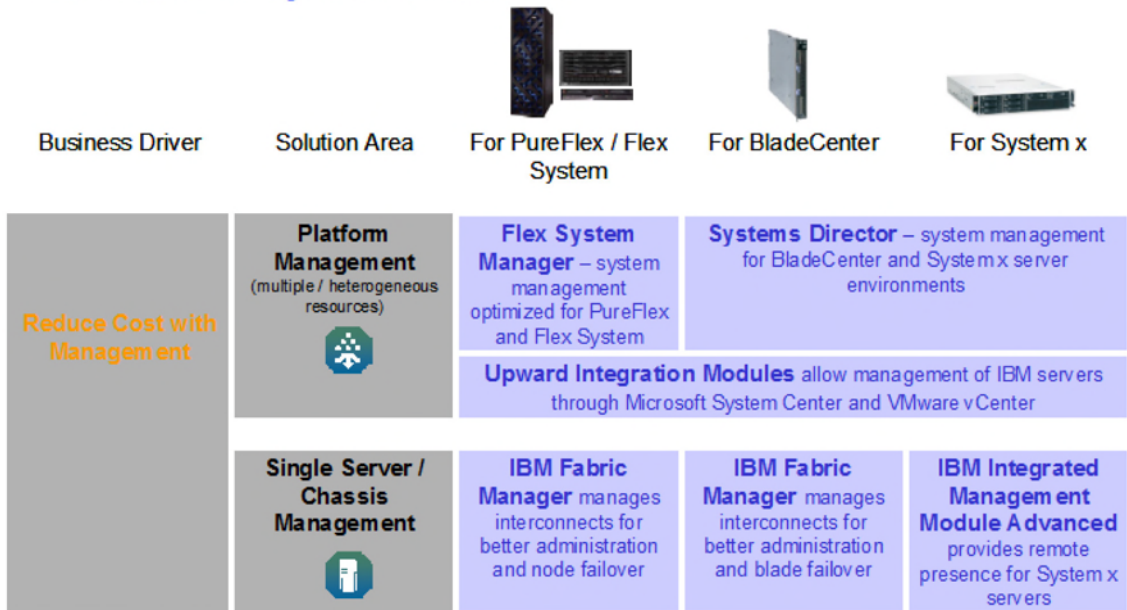 Business Driver
Solution Area
For PureFlex / Flex
System
For BladeCenter
For System x
Reduce Cost with
Management
Platform
Management
(multiple / heterogeneous
resources)
Flex System
Manager – system
management
optimized for PureFlex
and Flex System
Systems Director – system management
for BladeCenter and System x server
environments
Upward Integration Modules allow management of IBM servers
through Microsoft System Center and VMware vCenter
Single Server /
Chassis
Management
IBM Fabric
Manager manages
interconnects for
better administration
and node failover
IBM Fabric
Manager manages
interconnects for
better administration
and blade failover
IBM Integrated
Management
Module Advanced
provides remote
presence for System x
servers